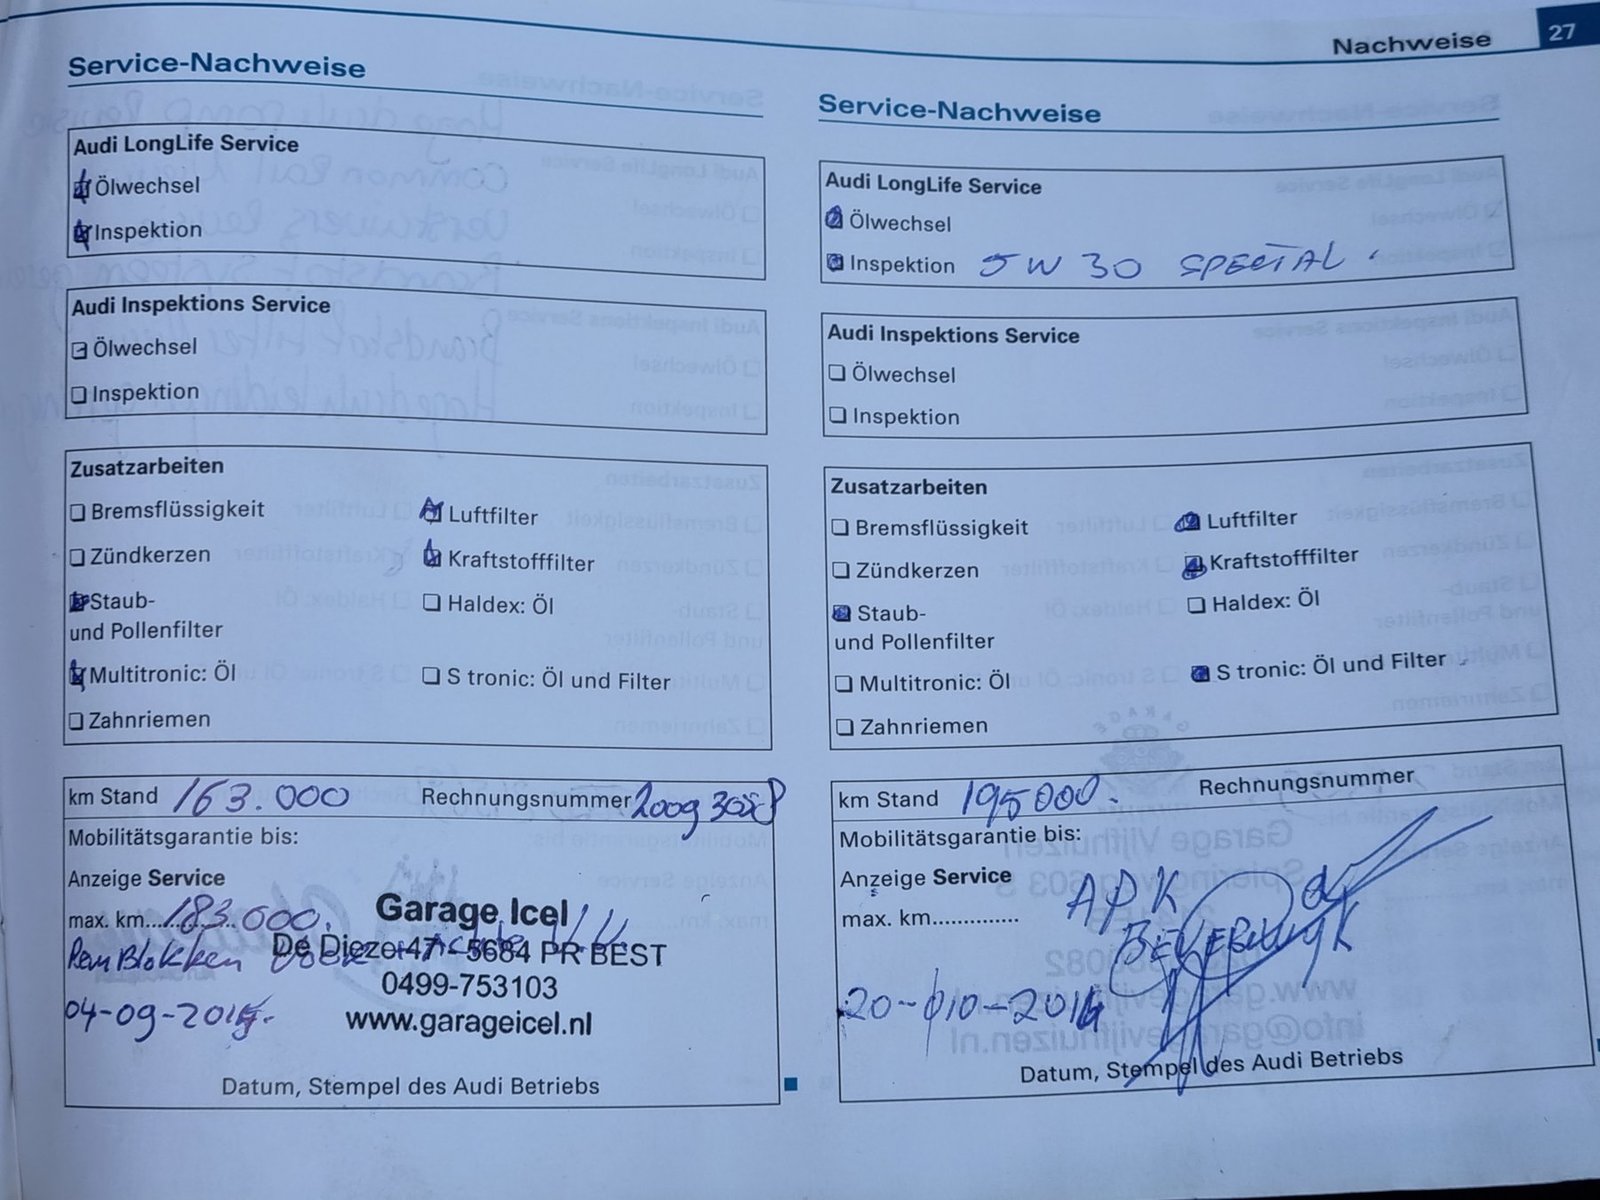 Nachweise 27
Service-Nachweise
Audi LongLife Service
Ölwechsel
Inspektion
Audi Inspektions Service
Ölwechsel
Inspektion
Zusatzarbeiten
Bremsflüssigkeit Luftfilter
Zündkerzen Kraftstofffilter
Staub- Haldex: Öl
und Pollenfilter
Multitronic: Öl S tronic: Öl und Filter
Zahnriemen
km Stand 163.000 Rechnungsnummer
Mobilitätsgarantie bis:
Anzeige Service
max. km. 183.000.
Garage Icel
RemBlokken
De Dieze 47 - 5684 PR BEST
0499-753103
04-09-
www.garageicel.nl
Datum, Stempel des Audi Betriebs
Service-Nachweise
Audi LongLife Service
Ölwechsel
Inspektion 5W30 SPECIAL.
Audi Inspektions Service
Ölwechsel
Inspektion
Zusatzarbeiten
Bremsflüssigkeit Luftfilter
Zündkerzen Kraftstofffilter
Staub- Haldex: Öl
und Pollenfilter
Multitronic: Öl S tronic: Öl und Filter
Zahnriemen
km Stand 195000. Rechnungsnummer
Mobilitätsgarantie bis:
Anzeige Service
max. km.............
APK
Datum, Stempel des Audi Betriebs